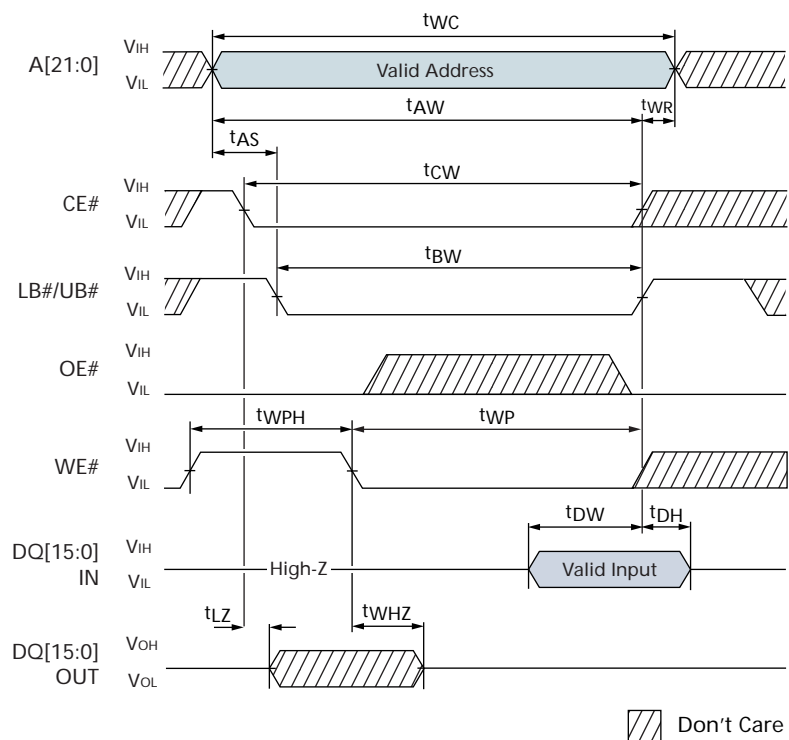 tWC
VIH
A[21:0]
VIL
Valid Address
tAW
tWR
tAS
VIH
tCW
CE#
VIL
VIH
tBW
LB#/UB#
VIL
VIH
OE#
VIL
tWPH
tWP
VIH
WE#
VIL
tDW
tDH
DQ[15:0]
IN
VIH
VIL
High-Z
Valid Input
tLZ
tWHZ
DQ[15:0]
OUT
VOH
VOL
Don't Care